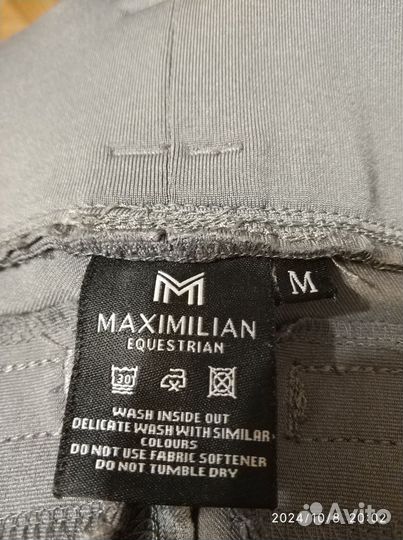 M
MAXIMILIAN
EQUESTRIAN
30
WASH INSIDE OUT
DELICATE WASH WITH SIMILAR
COLOURS
DO NOT USE FABRIC SOFTENER
DO NOT TUMBLE DRY
2024/10/8 20:02
Avito